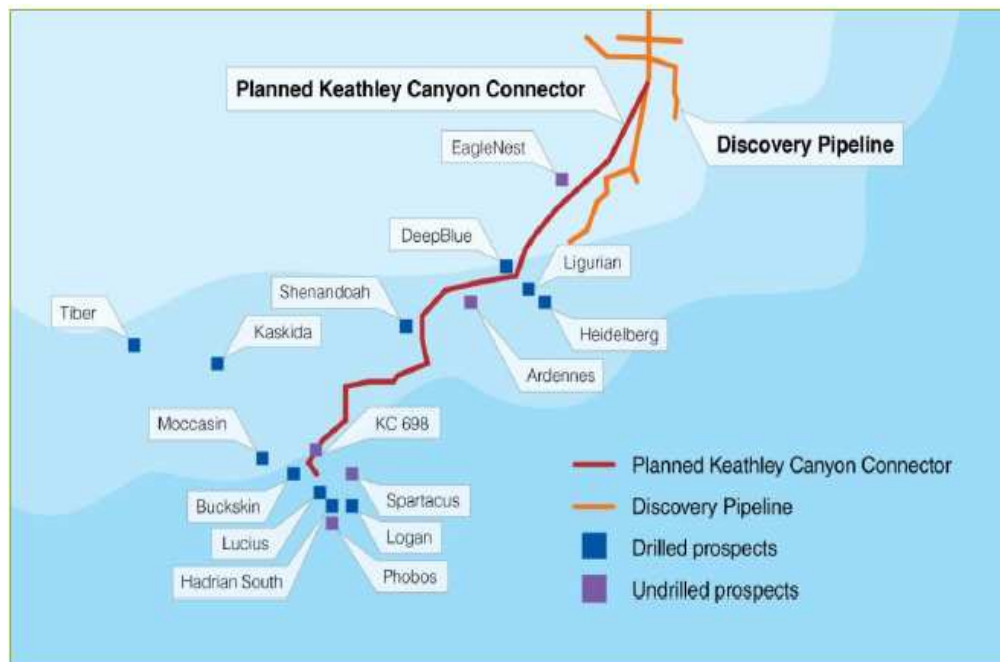 Planned Keathley Canyon Connector
EagleNest
Discovery Pipeline
DeepBlue
Ligurian
Shenandoah
Tiber
Kaskida
Heidelberg
Ardennes
Moccasin
KC 698
Buckskin
Spartacus
Lucius
Logan
Hadrian South
Phobos
Planned Keathley Canyon Connector
Discovery Pipeline
Drilled prospects
Undrilled prospects